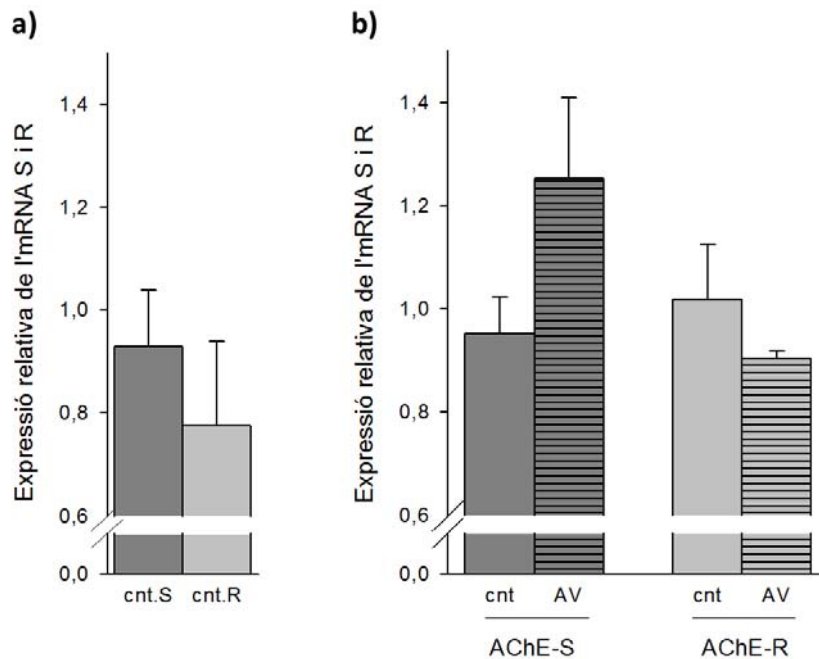 a)
Expressió relativa de l'mRNA S i R
1,4
1,2
1,0
0,8
0,6
0,0
cnt.S cnt.R
b)
Expressió relativa de l'mRNA S i R
1,4
1,2
1,0
0,8
0,6
0,0
cnt AV cnt AV
AChE-S AChE-R